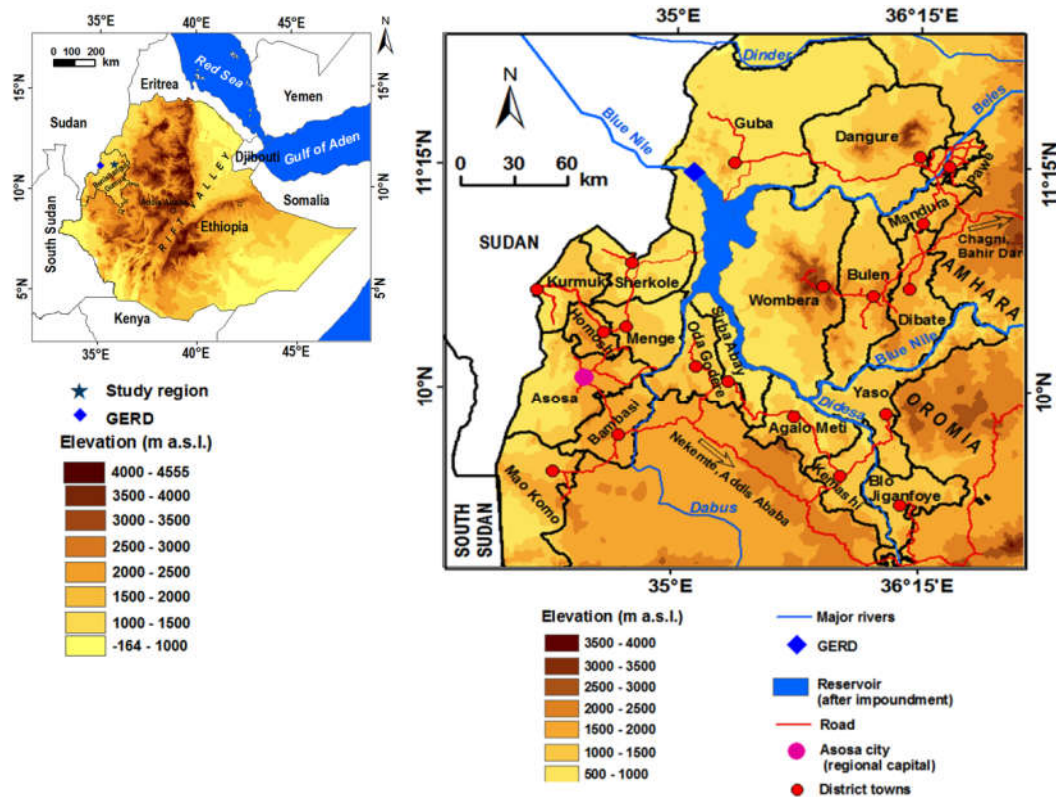 35°E
40°E
45°E
N
0 100 200
km
Red Sea
15°N
15°N
Eritrea
Yemen
Sudan
Djibouti
Gulf of Aden
10°N
10°N
Somalia
RIFT VALLEY
Ethiopia
South Sudan
5°N
5°N
Kenya
35°E
40°E
45°E
Study region
GERD
Elevation (m a.s.l.)
4000 - 4555
3500 - 4000
3000 - 3500
2500 - 3000
2000 - 2500
1500 - 2000
1000 - 1500
-164 - 1000
35°E
36°15'E
Dinder
N
Blue Nile
Guba
Dangure
Beles
11°15'N
11°15'N
0 30 60
km
Pawe
Mandura
SUDAN
Chagni,
Bahir Dar
Kurmuk
Sherkole
Wombera
Bulen
AMHARA
Homosha
Menge
Oda Godere
Sirba Abay
Dibate
Blue Nile
10°N
10°N
Asosa
Yaso
Didesa
OROMIA
Bambasi
Agalo Meti
Nekemte, Addis Ababa
Kemashi
Mao Komo
Blo
Jiganfoye
Dabus
SOUTH
SUDAN
35°E
36°15'E
Elevation (m a.s.l.)
3500 - 4000
3000 - 3500
2500 - 3000
2000 - 2500
1500 - 2000
1000 - 1500
500 - 1000
Major rivers
GERD
Reservoir
(after impoundment)
Road
Asosa city
(regional capital)
District towns